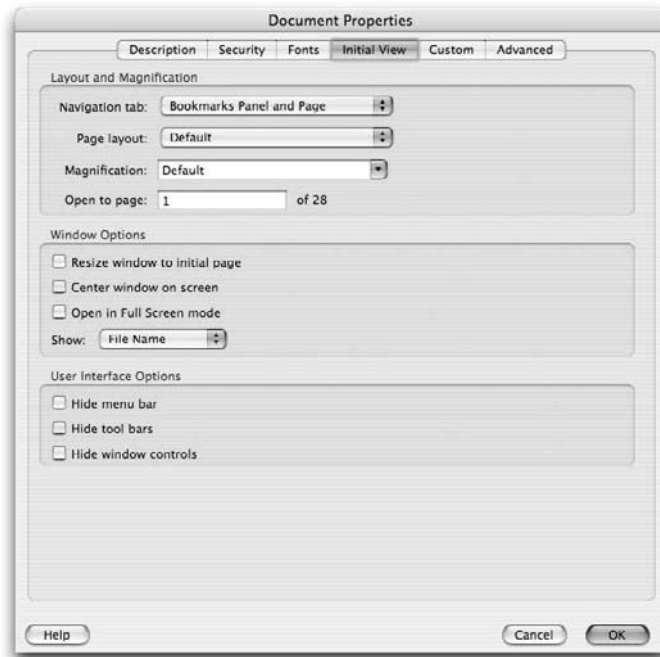 Document Properties
Description Security Fonts Initial View Custom Advanced
Layout and Magnification
Navigation tab: Bookmarks Panel and Page
Page layout: Default
Magnification: Default
Open to page: 1 of 28
Window Options
Resize window to initial page
Center window on screen
Open in Full Screen mode
Show: File Name
User Interface Options
Hide menu bar
Hide tool bars
Hide window controls
Help Cancel OK